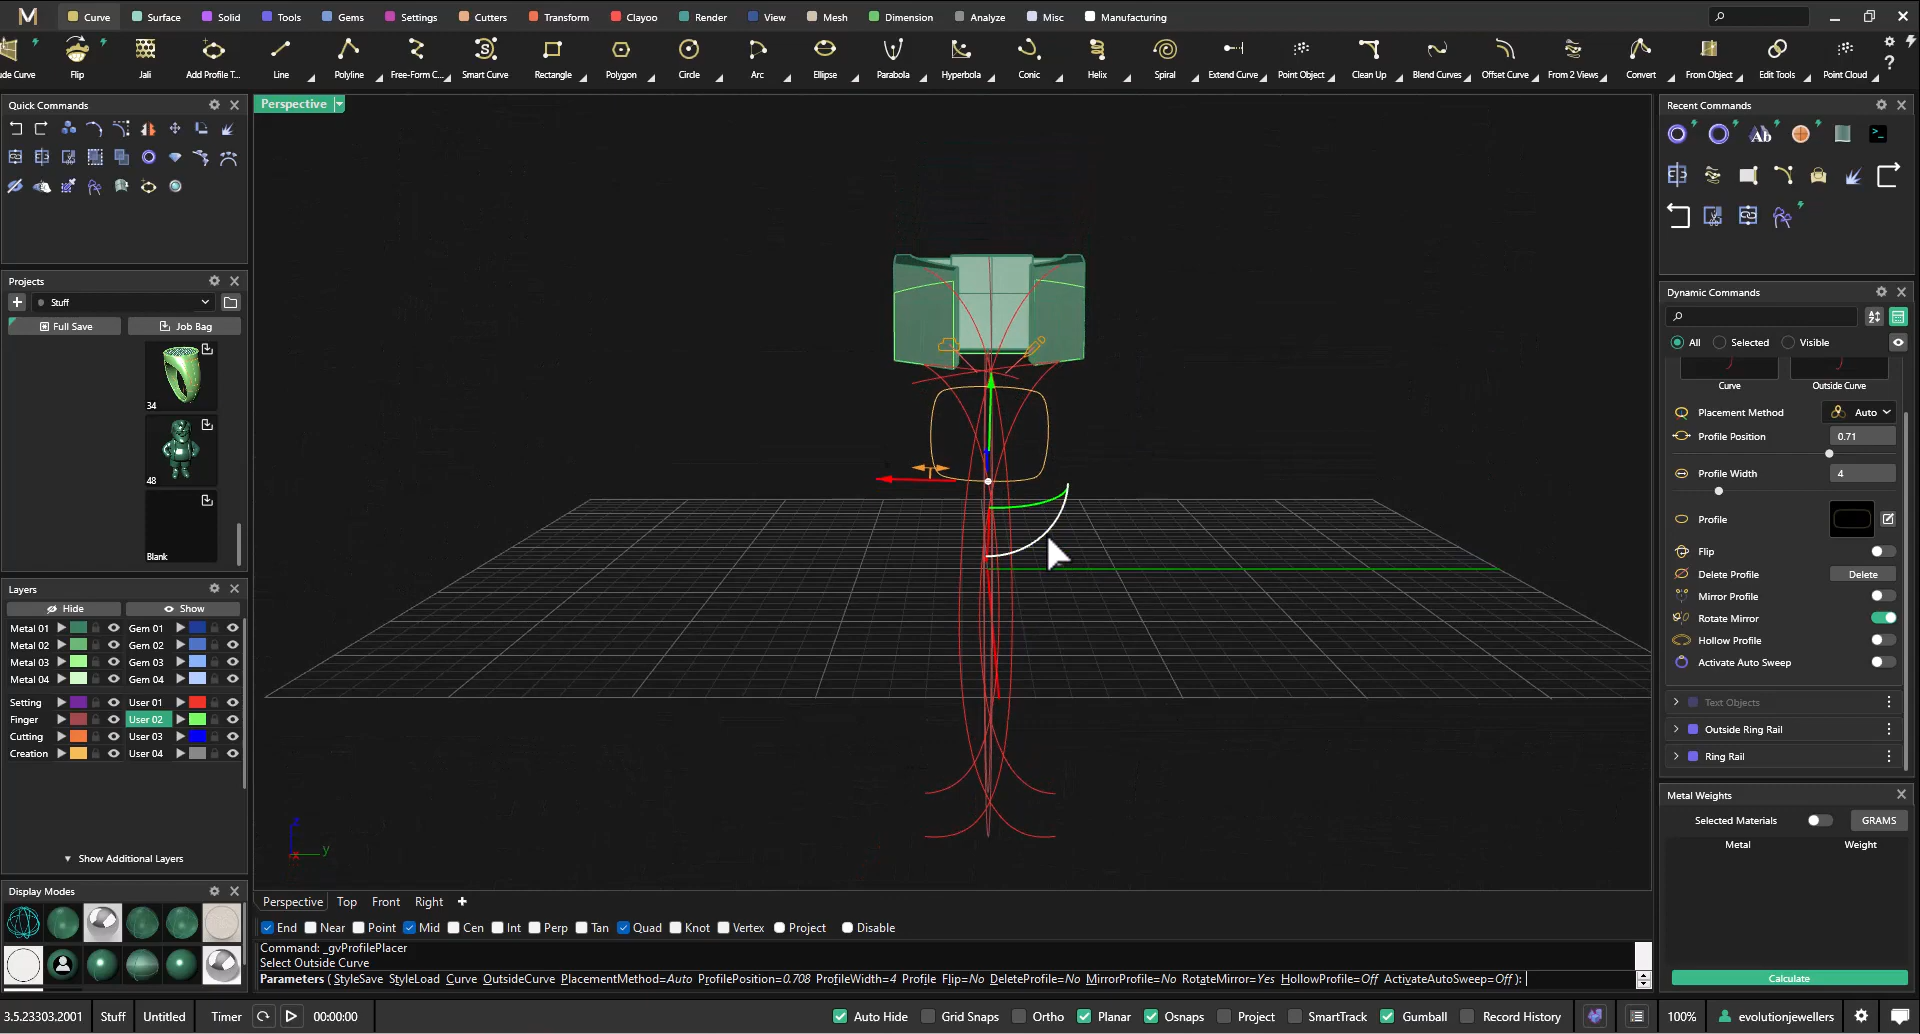 Curve Surface Solid Tools Gems Settings Cutters Transform Clayoo Render View Mesh Dimension Analyze Misc Manufacturing
ude Curve Flip Jali Add Profile T... Line Polyline Free-Form C... Smart Curve Rectangle Polygon Circle Arc Ellipse Parabola Hyperbola Conic Helix Spiral Extend Curve Point Object Clean Up Blend Curves Offset Curve From 2 Views Convert From Object Edit Tools Point Cloud
Quick Commands
Perspective
Recent Commands
Ab
Projects
Stuff
Full Save Job Bag
34
48
Blank
Dynamic Commands
All Selected Visible
Curve Outside Curve
Placement Method Auto
Profile Position 0.71
Profile Width 4
Profile
Flip
Delete Profile Delete
Mirror Profile
Rotate Mirror
Hollow Profile
Activate Auto Sweep
Text Objects
Outside Ring Rail
Ring Rail
Layers
Hide Show
Metal 01 Gem 01
Metal 02 Gem 02
Metal 03 Gem 03
Metal 04 Gem 04
Setting User 01
Finger User 02
Cutting User 03
Creation User 04
Show Additional Layers
Metal Weights
Selected Materials GRAMS
Metal Weight
Calculate
Display Modes
z
y
x
Perspective Top Front Right
End Near Point Mid Cen Int Perp Tan Quad Knot Vertex Project Disable
Command: _gvProfilePlacer
Select Outside Curve
Parameters ( StyleSave StyleLoad Curve OutsideCurve PlacementMethod=Auto ProfilePosition=0.708 ProfileWidth=4 Profile Flip=No DeleteProfile=No MirrorProfile=No RotateMirror=Yes HollowProfile=Off ActivateAutoSweep=Off ):
3.5.23303.2001 Stuff Untitled Timer 00:00:00 Auto Hide Grid Snaps Ortho Planar Osnaps Project SmartTrack Gumball Record History 100% evolutionjewellers